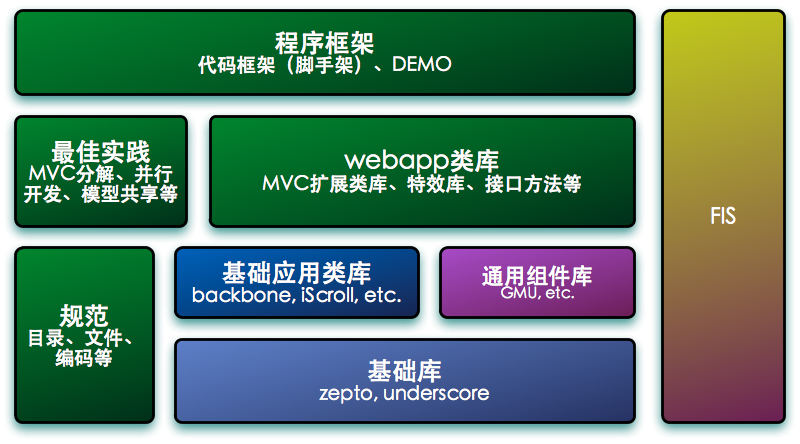 程序框架
代码框架（脚手架）、DEMO
最佳实践
MVC分解、并行
开发、模型共享等
webapp类库
MVC扩展类库、特效库、接口方法等
FIS
规范
目录、文件、
编码等
基础应用类库
backbone, iScroll, etc.
通用组件库
GMU, etc.
基础库
zepto, underscore